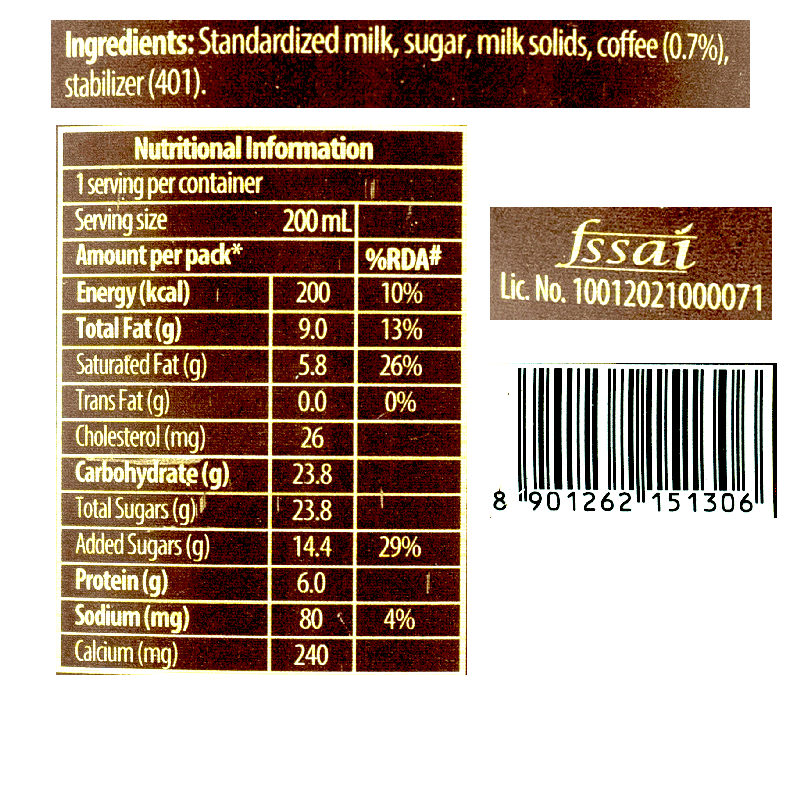 Ingredients: Standardized milk, sugar, milk solids, coffee (0.7%),
stabilizer (401).
Nutritional Information
1 serving per container
Serving size 200 mL
Amount per pack* %RDA#
Energy (kcal) 200 10%
Total Fat (g) 9.0 13%
Saturated Fat (g) 5.8 26%
Trans Fat (g) 0.0 0%
Cholesterol (mg) 26
Carbohydrate (g) 23.8
Total Sugars (g) 23.8
Added Sugars (g) 14.4 29%
Protein (g) 6.0
Sodium (mg) 80 4%
Calcium (mg) 240
fssai
Lic. No. 10012021000071
8 901262 151306